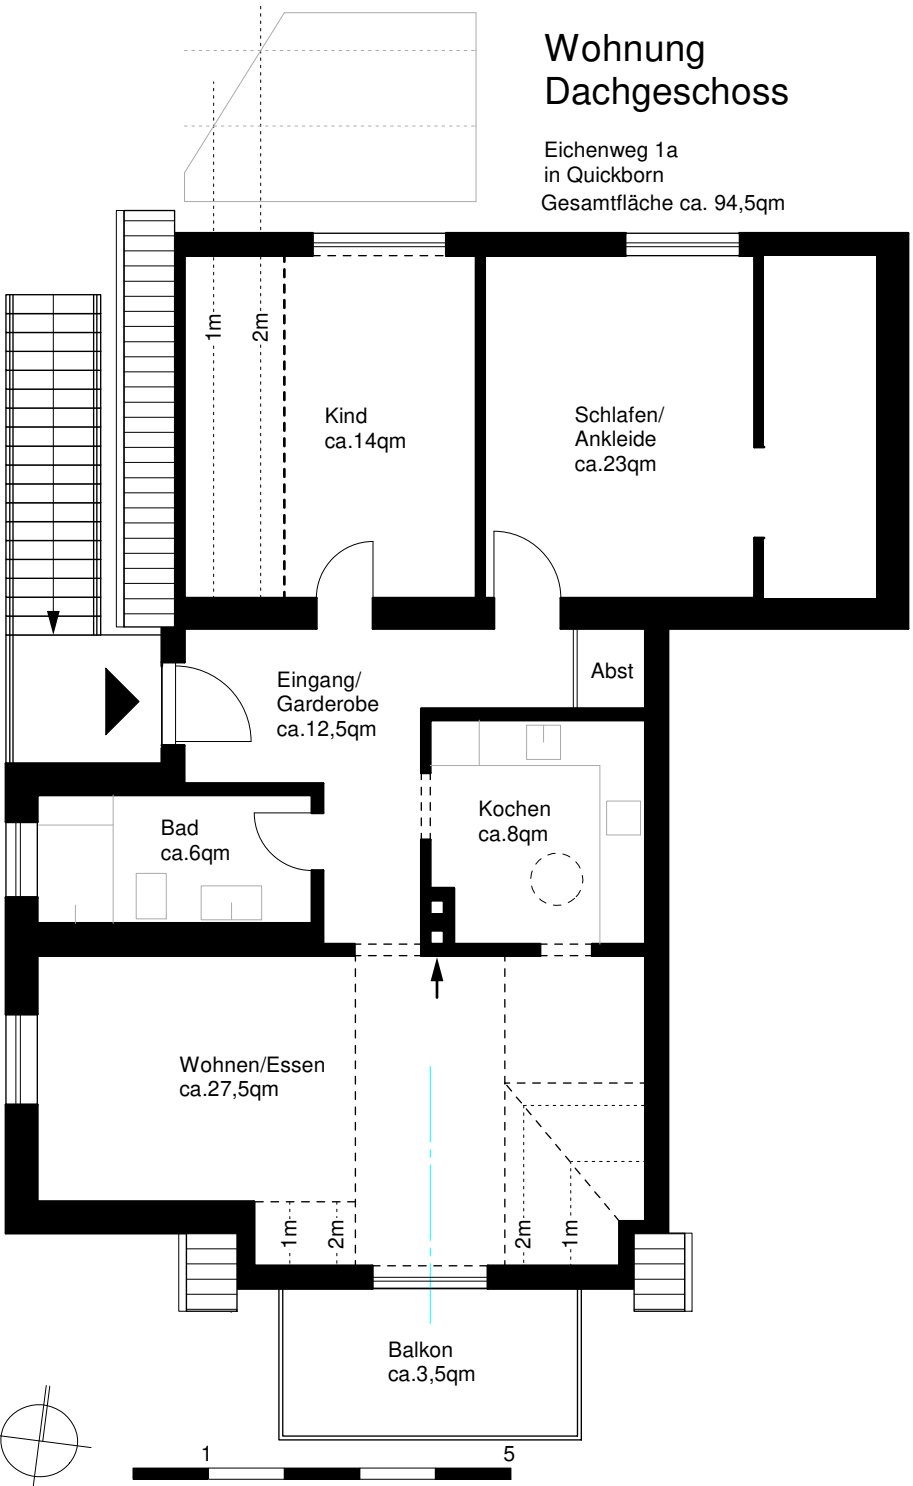 Wohnung
Dachgeschoss
Eichenweg 1a
in Quickborn
Gesamtfläche ca. 94,5qm
1m
2m
Kind
ca.14qm
Schlafen/
Ankleide
ca.23qm
Eingang/
Garderobe
ca.12,5qm
Abst
Kochen
ca.8qm
Bad
ca.6qm
Wohnen/Essen
ca.27,5qm
1m
2m
2m
1m
Balkon
ca.3,5qm
1
5